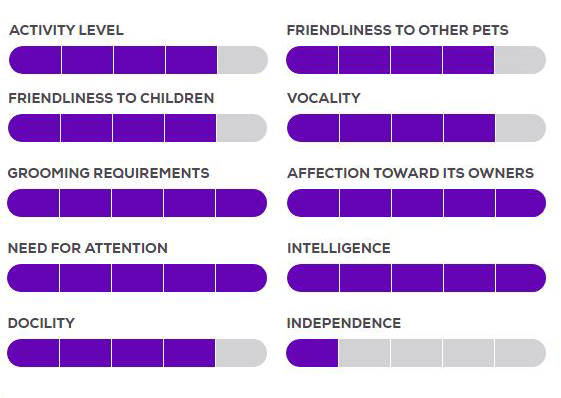 ACTIVITY LEVEL
FRIENDLINESS TO OTHER PETS
FRIENDLINESS TO CHILDREN
VOCALITY
GROOMING REQUIREMENTS
AFFECTION TOWARD ITS OWNERS
NEED FOR ATTENTION
INTELLIGENCE
DOCILITY
INDEPENDENCE